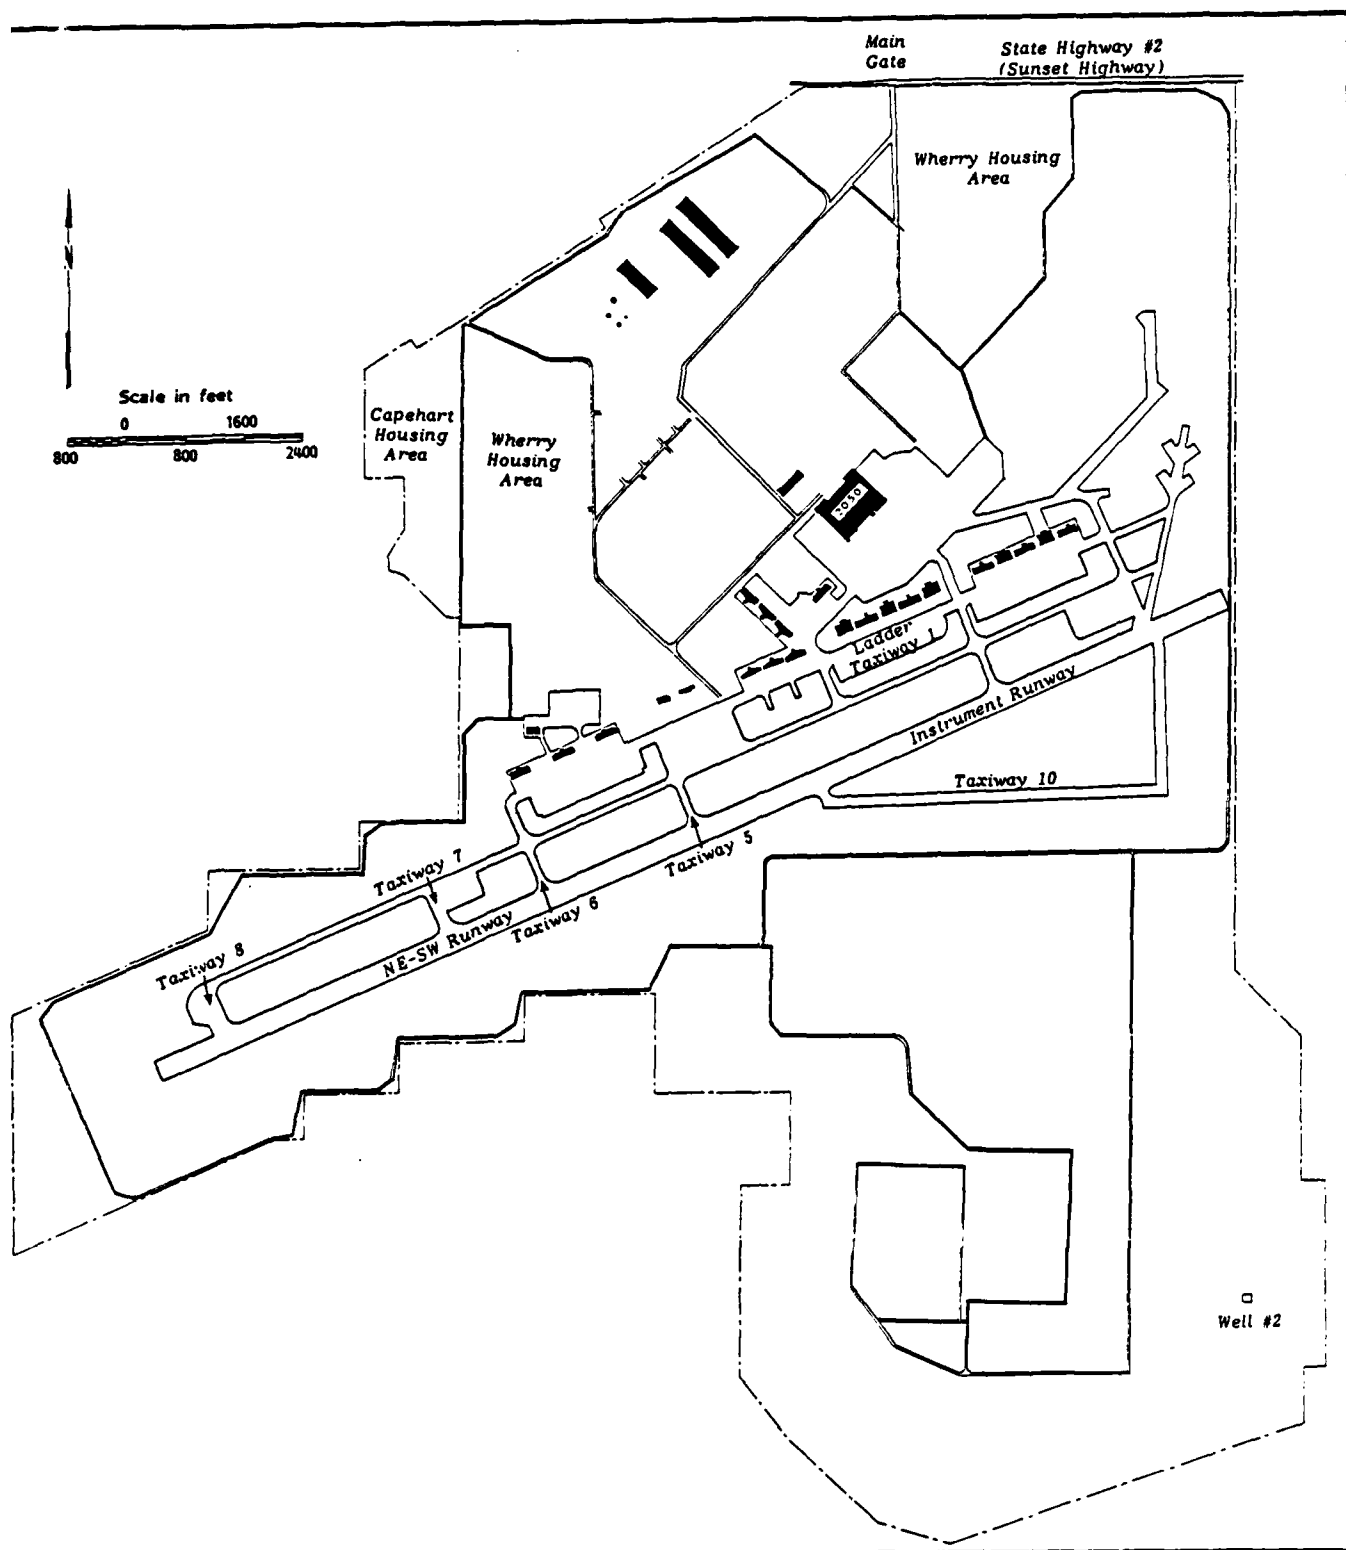 Main
Gate
State Highway #2
(Sunset Highway)
Wherry Housing
Area
N
Scale in feet
0 1600
800 800 2400
Capehart
Housing
Area
Wherry
Housing
Area
2050
Ladder
Taxiway 1
Instrument Runway
Taxiway 10
Taxiway 5
Taxiway 7
Taxiway 6
NE-SW Runway
Taxiway 8
Well #2